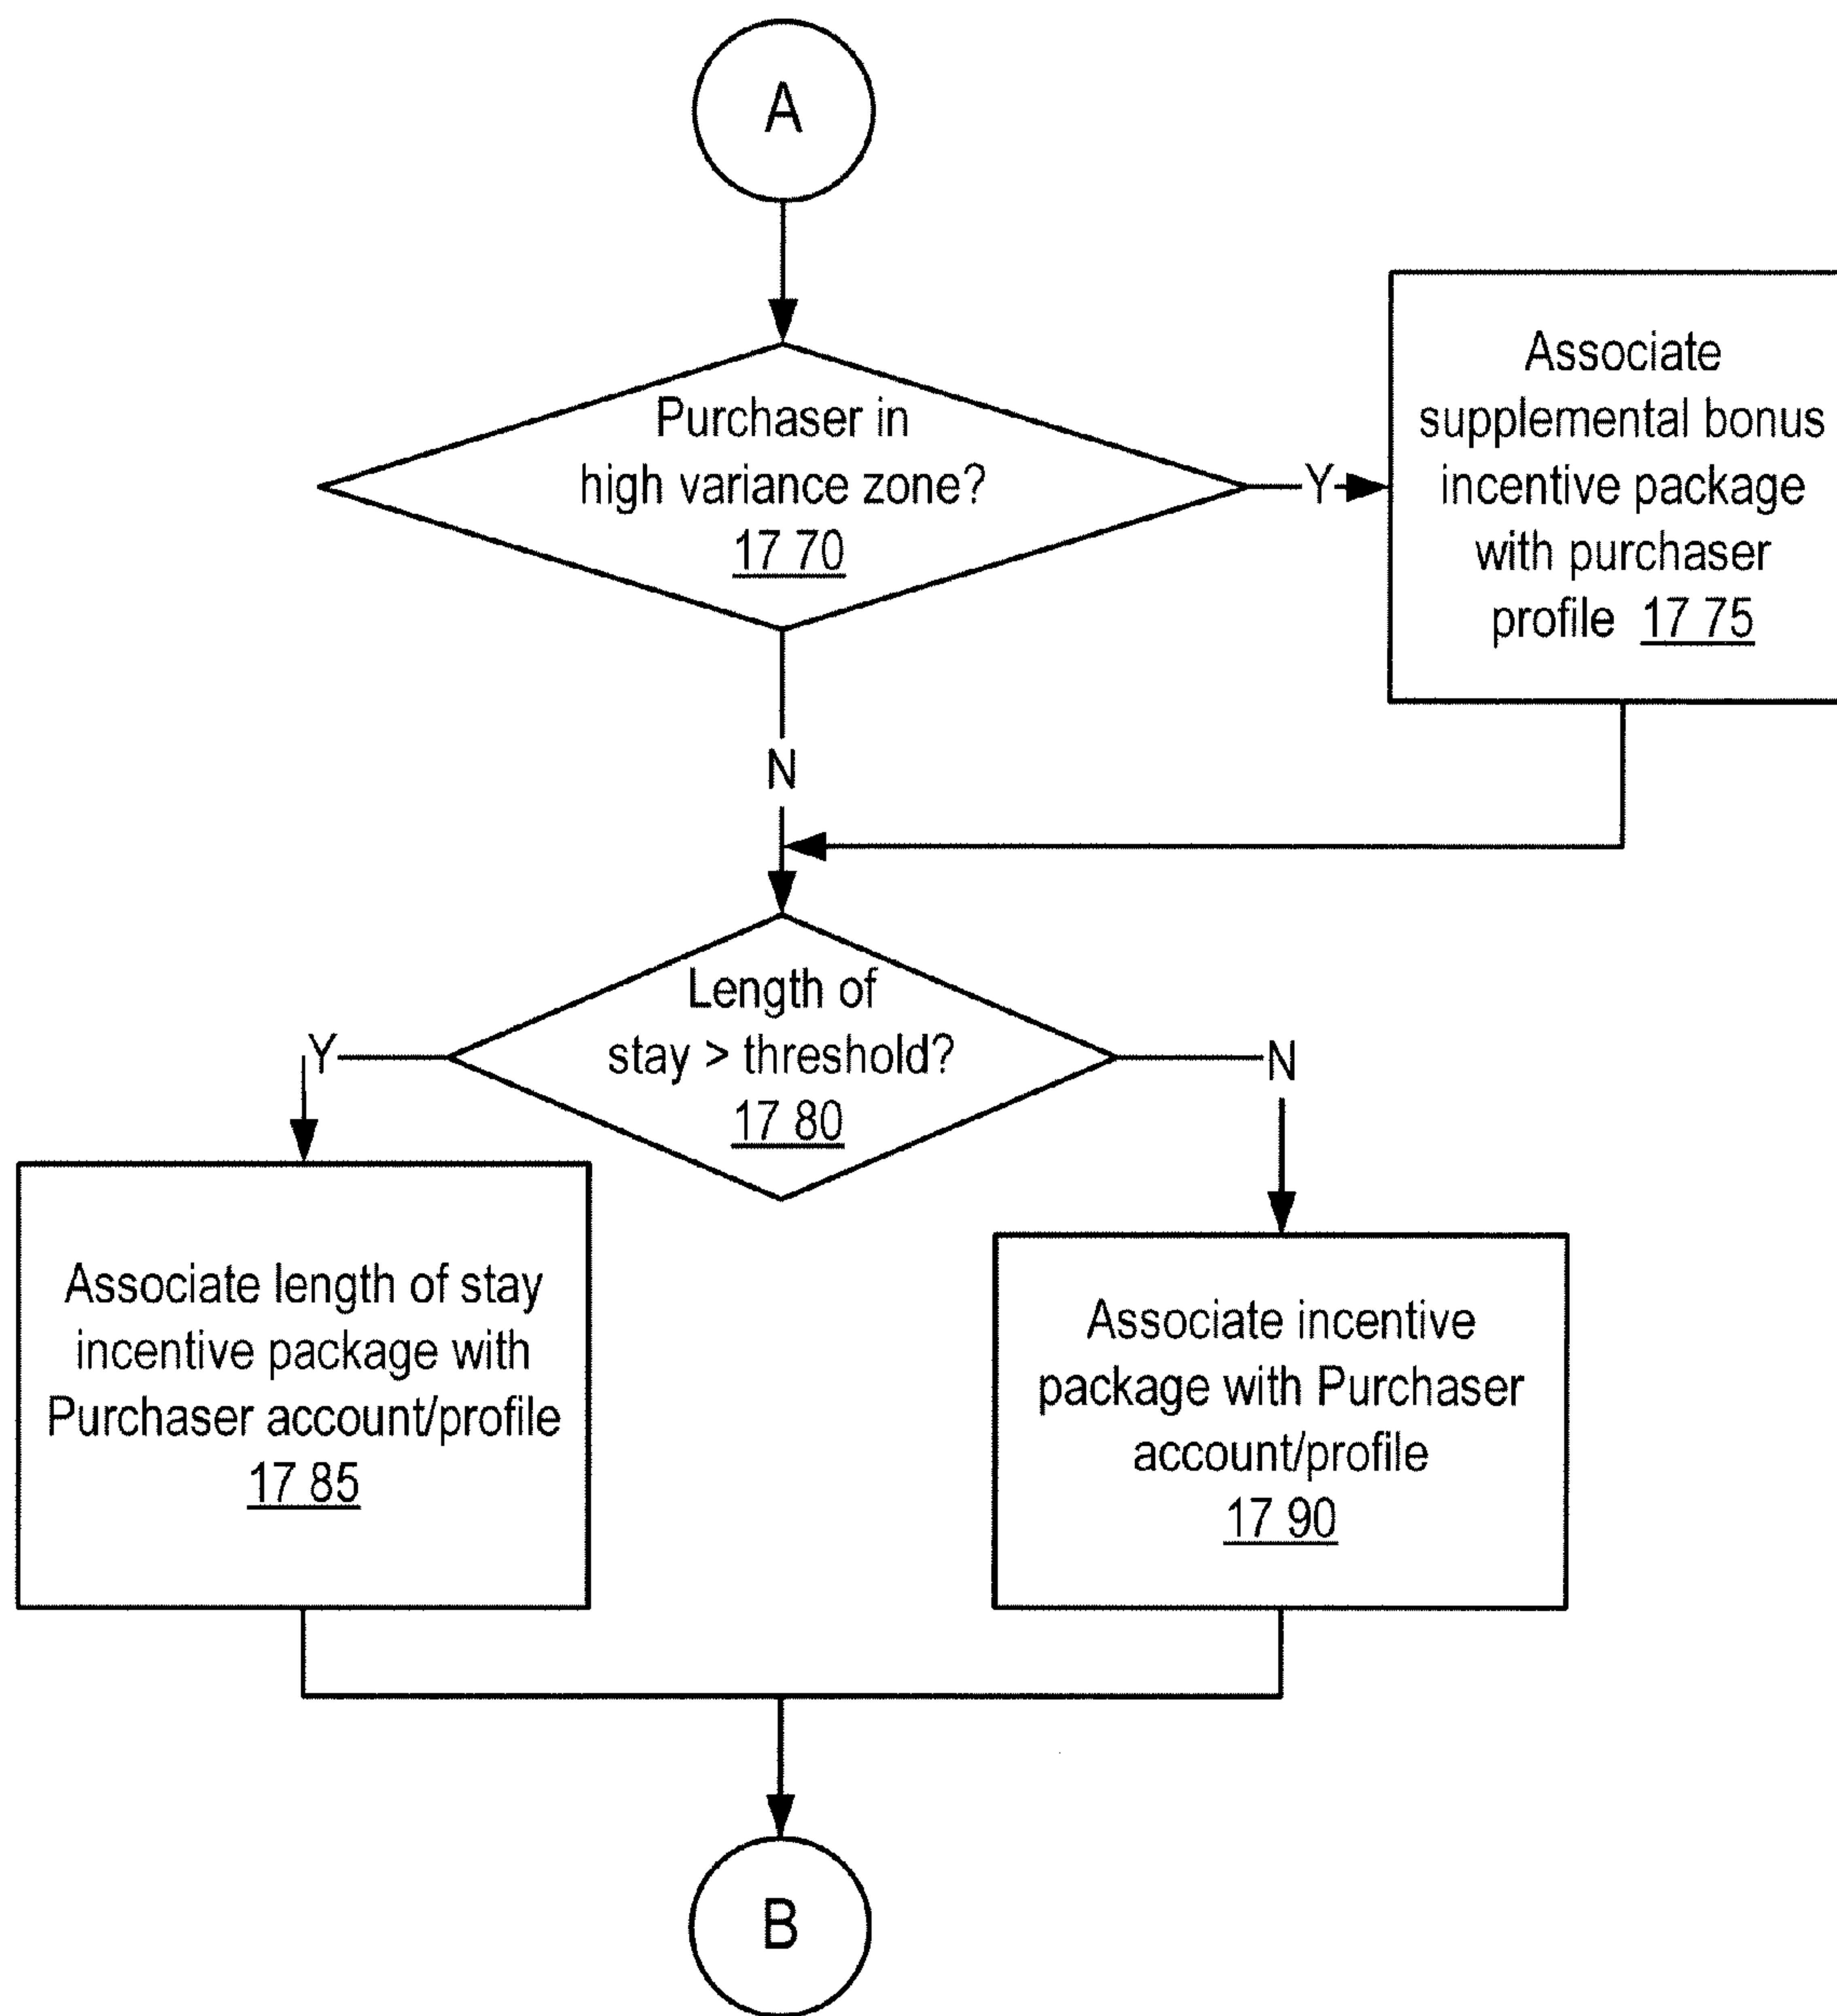 A
Purchaser in
high variance zone?
17 70
Y
Associate
supplemental bonus
incentive package
with purchaser
profile 17 75
N
Length of
stay > threshold?
17 80
Y
N
Associate length of stay
incentive package with
Purchaser account/profile
17 85
Associate incentive
package with Purchaser
account/profile
17 90
B